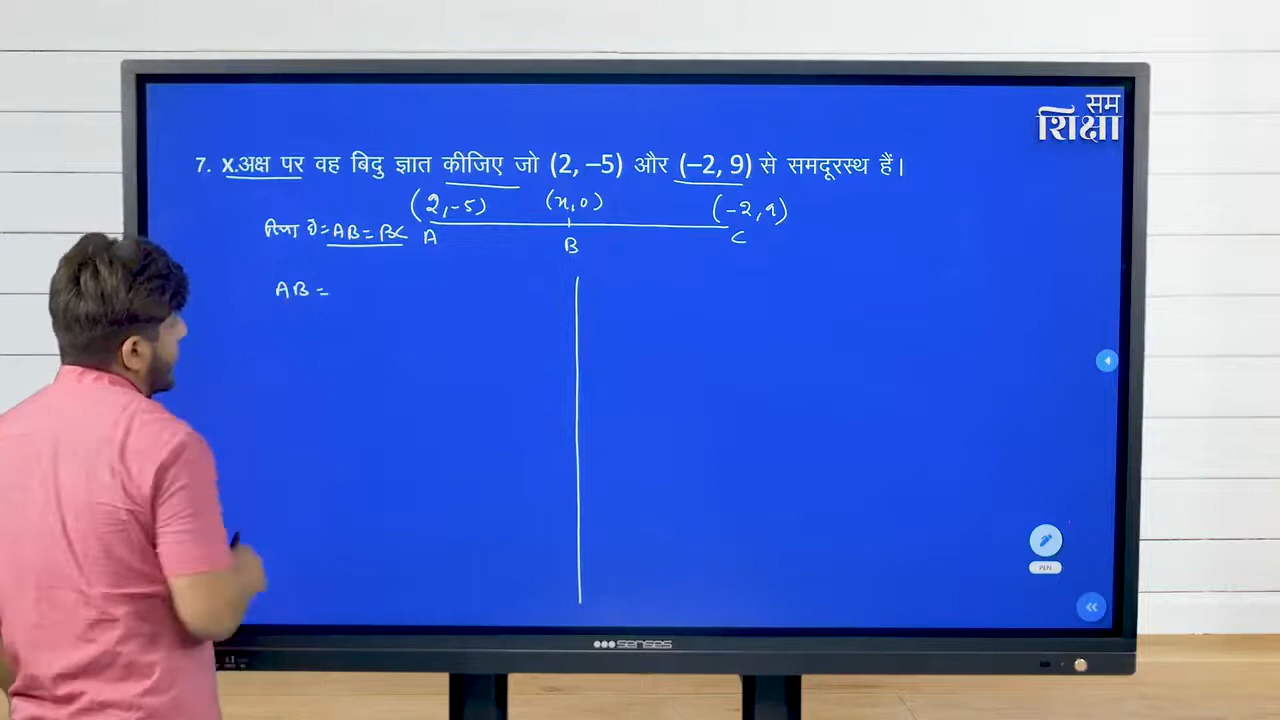 सम
शिक्षा
7. x.अक्ष पर वह बिदु ज्ञात कीजिए जो (2, –5) और (–2, 9) से समदूरस्थ हैं।
(2,-5) (x,0) (-2,9)
दिया है= AB = BC A B C
AB =
PEN
senses